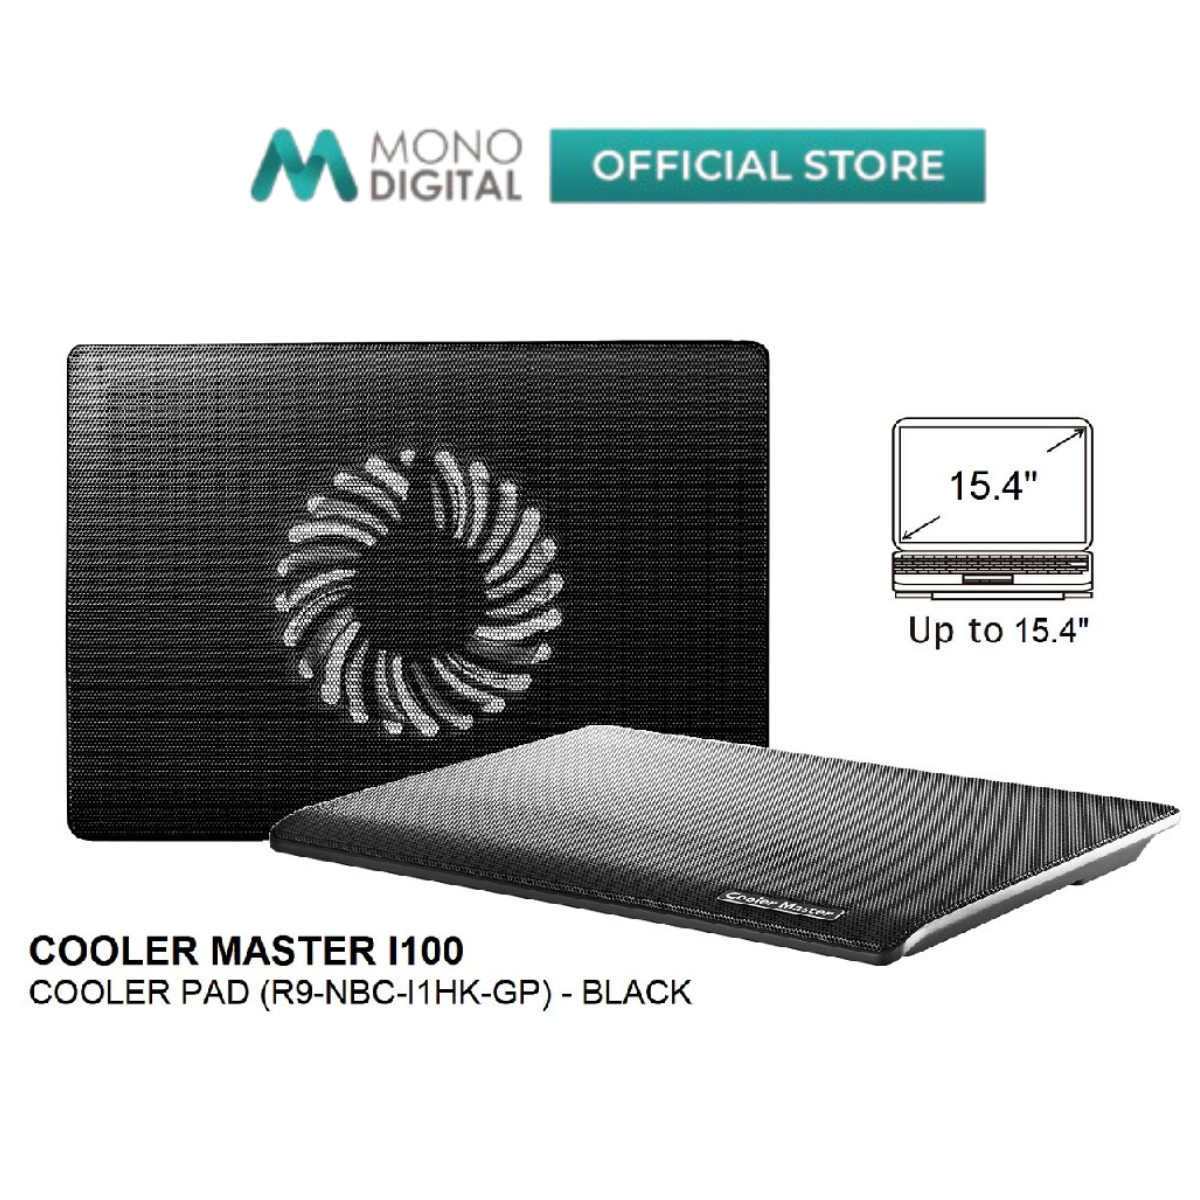 MONO
DIGITAL
OFFICIAL STORE
15.4"
Up to 15.4"
Cooler Master
COOLER MASTER I100
COOLER PAD (R9-NBC-I1HK-GP) - BLACK